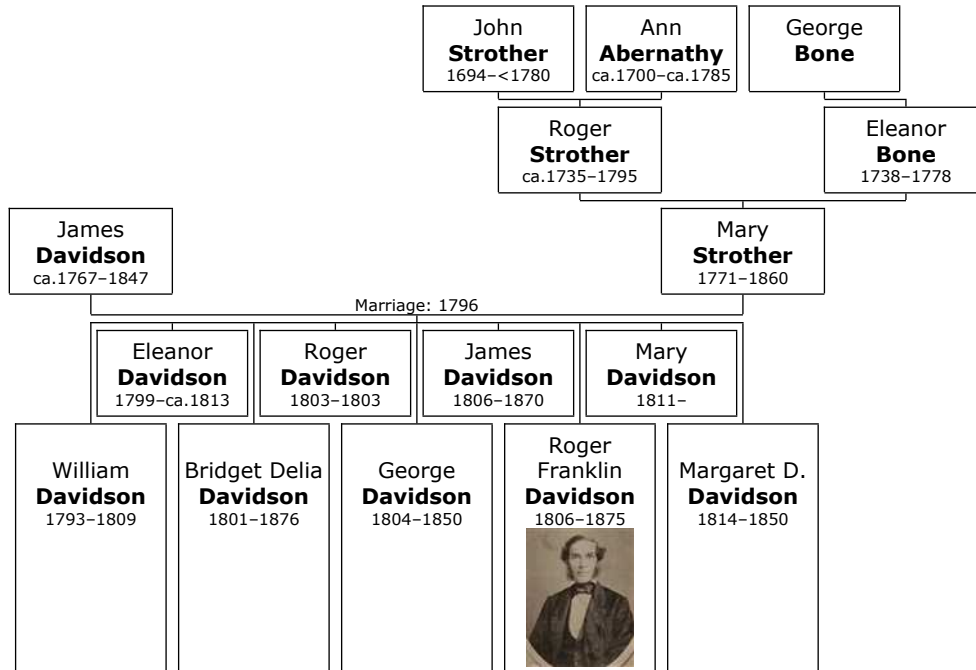 John
Strother
1694–<1780
Ann
Abernathy
ca.1700–ca.1785
George
Bone
Roger
Strother
ca.1735–1795
Eleanor
Bone
1738–1778
James
Davidson
ca.1767–1847
Mary
Strother
1771–1860
Marriage: 1796
Eleanor
Davidson
1799–ca.1813
Roger
Davidson
1803–1803
James
Davidson
1806–1870
Mary
Davidson
1811–
William
Davidson
1793–1809
Bridget Delia
Davidson
1801–1876
George
Davidson
1804–1850
Roger
Franklin
Davidson
1806–1875
Margaret D.
Davidson
1814–1850